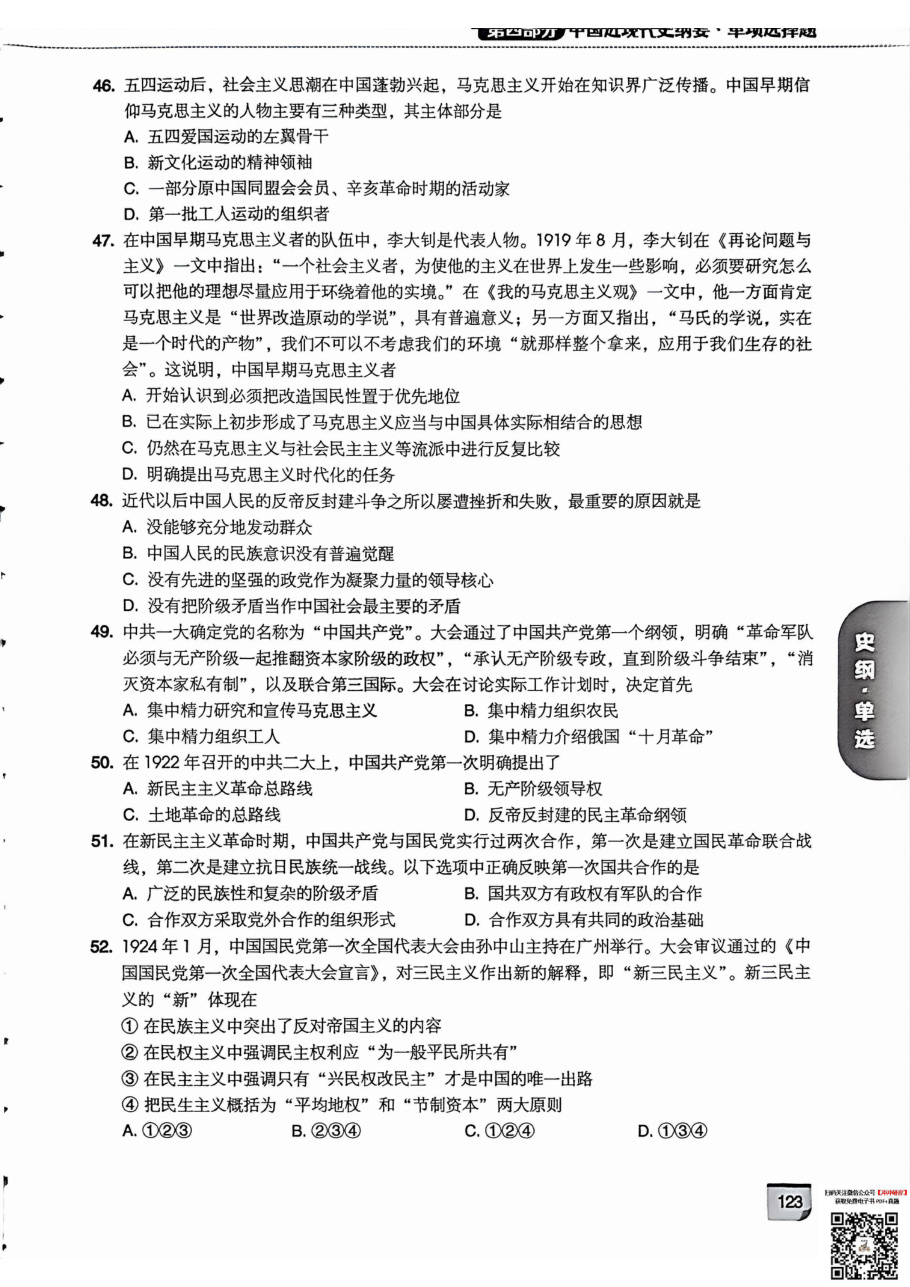 第四部分 中国近现代史纲要·单项选择题
46. 五四运动后，社会主义思潮在中国蓬勃兴起，马克思主义开始在知识界广泛传播。中国早期信
仰马克思主义的人物主要有三种类型，其主体部分是
A. 五四爱国运动的左翼骨干
B. 新文化运动的精神领袖
C. 一部分原中国同盟会会员、辛亥革命时期的活动家
D. 第一批工人运动的组织者
47. 在中国早期马克思主义者的队伍中，李大钊是代表人物。1919 年 8 月，李大钊在《再论问题与
主义》一文中指出：“一个社会主义者，为使他的主义在世界上发生一些影响，必须要研究怎么
可以把他的理想尽量应用于环绕着他的实境。”在《我的马克思主义观》一文中，他一方面肯定
马克思主义是“世界改造原动的学说”，具有普遍意义；另一方面又指出，“马氏的学说，实在
是一个时代的产物”，我们不可以不考虑我们的环境“就那样整个拿来，应用于我们生存的社
会”。这说明，中国早期马克思主义者
A. 开始认识到必须把改造国民性置于优先地位
B. 已在实际上初步形成了马克思主义应当与中国具体实际相结合的思想
C. 仍然在马克思主义与社会民主主义等流派中进行反复比较
D. 明确提出马克思主义时代化的任务
48. 近代以后中国人民的反帝反封建斗争之所以屡遭挫折和失败，最重要的原因就是
A. 没能够充分地发动群众
B. 中国人民的民族意识没有普遍觉醒
C. 没有先进的坚强的政党作为凝聚力量的领导核心
D. 没有把阶级矛盾当作中国社会最主要的矛盾
49. 中共一大确定党的名称为“中国共产党”。大会通过了中国共产党第一个纲领，明确“革命军队
必须与无产阶级一起推翻资本家阶级的政权”，“承认无产阶级专政，直到阶级斗争结束”，“消
灭资本家私有制”，以及联合第三国际。大会在讨论实际工作计划时，决定首先
A. 集中精力研究和宣传马克思主义 B. 集中精力组织农民
C. 集中精力组织工人 D. 集中精力介绍俄国“十月革命”
50. 在 1922 年召开的中共二大上，中国共产党第一次明确提出了
A. 新民主主义革命总路线 B. 无产阶级领导权
C. 土地革命的总路线 D. 反帝反封建的民主革命纲领
51. 在新民主主义革命时期，中国共产党与国民党实行过两次合作，第一次是建立国民革命联合战
线，第二次是建立抗日民族统一战线。以下选项中正确反映第一次国共合作的是
A. 广泛的民族性和复杂的阶级矛盾 B. 国共双方有政权有军队的合作
C. 合作双方采取党外合作的组织形式 D. 合作双方具有共同的政治基础
52. 1924 年 1 月，中国国民党第一次全国代表大会由孙中山主持在广州举行。大会审议通过的《中
国国民党第一次全国代表大会宣言》，对三民主义作出新的解释，即“新三民主义”。新三民主
义的“新”体现在
① 在民族主义中突出了反对帝国主义的内容
② 在民权主义中强调民主权利应“为一般平民所共有”
③ 在民主主义中强调只有“兴民权改民主”才是中国的唯一出路
④ 把民生主义概括为“平均地权”和“节制资本”两大原则
A. ①②③ B. ②③④ C. ①②④ D. ①③④
史纲·单选
123
扫码关注微信公众号【冲冲研库】
获取免费电子书PDF+真题